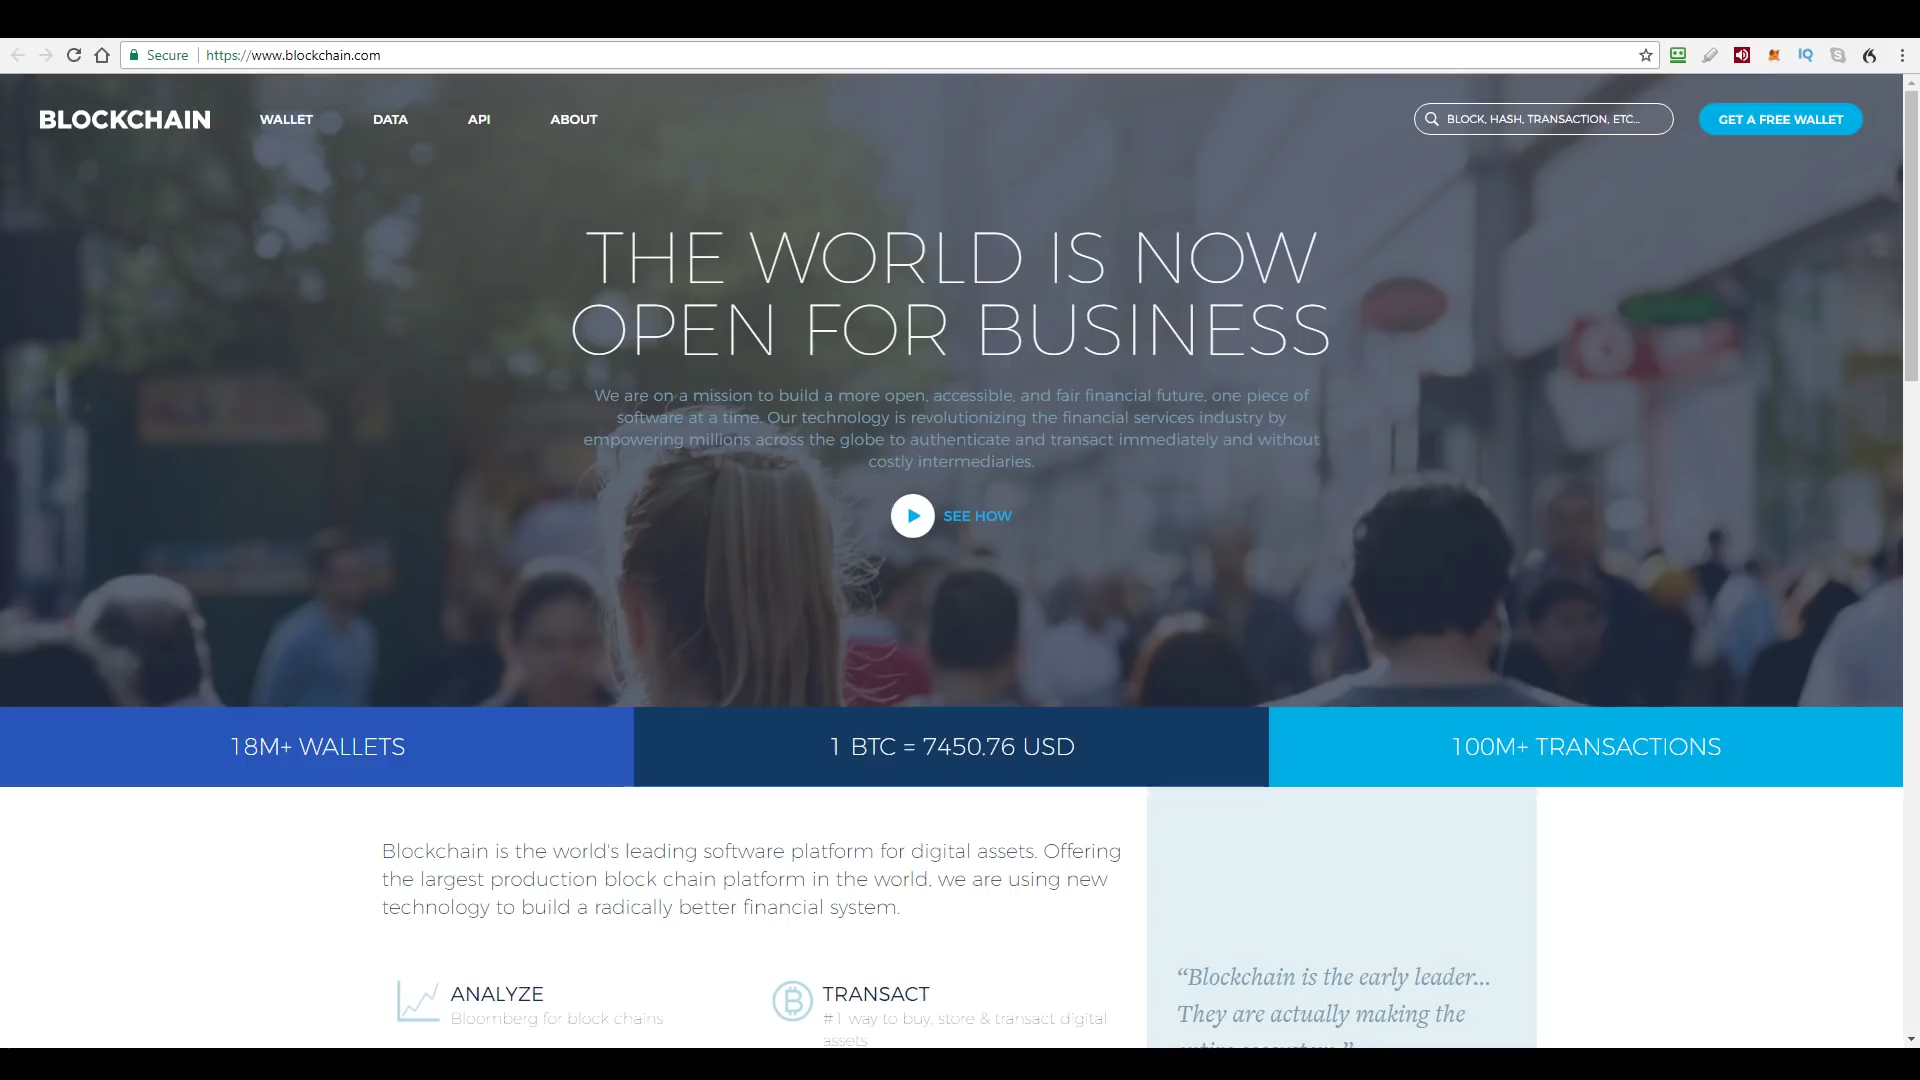 Secure https://www.blockchain.com
IQ
BLOCKCHAIN WALLET DATA API ABOUT BLOCK, HASH, TRANSACTION, ETC... GET A FREE WALLET
THE WORLD IS NOW
OPEN FOR BUSINESS
We are on a mission to build a more open, accessible, and fair financial future, one piece of
software at a time. Our technology is revolutionizing the financial services industry by
empowering millions across the globe to authenticate and transact immediately and without
costly intermediaries.
SEE HOW
18M+ WALLETS
1 BTC = 7450.76 USD
100M+ TRANSACTIONS
Blockchain is the world's leading software platform for digital assets. Offering
the largest production block chain platform in the world, we are using new
technology to build a radically better financial system.
ANALYZE
Bloomberg for block chains
TRANSACT
#1 way to buy, store & transact digital
assets
“Blockchain is the early leader...
They are actually making the